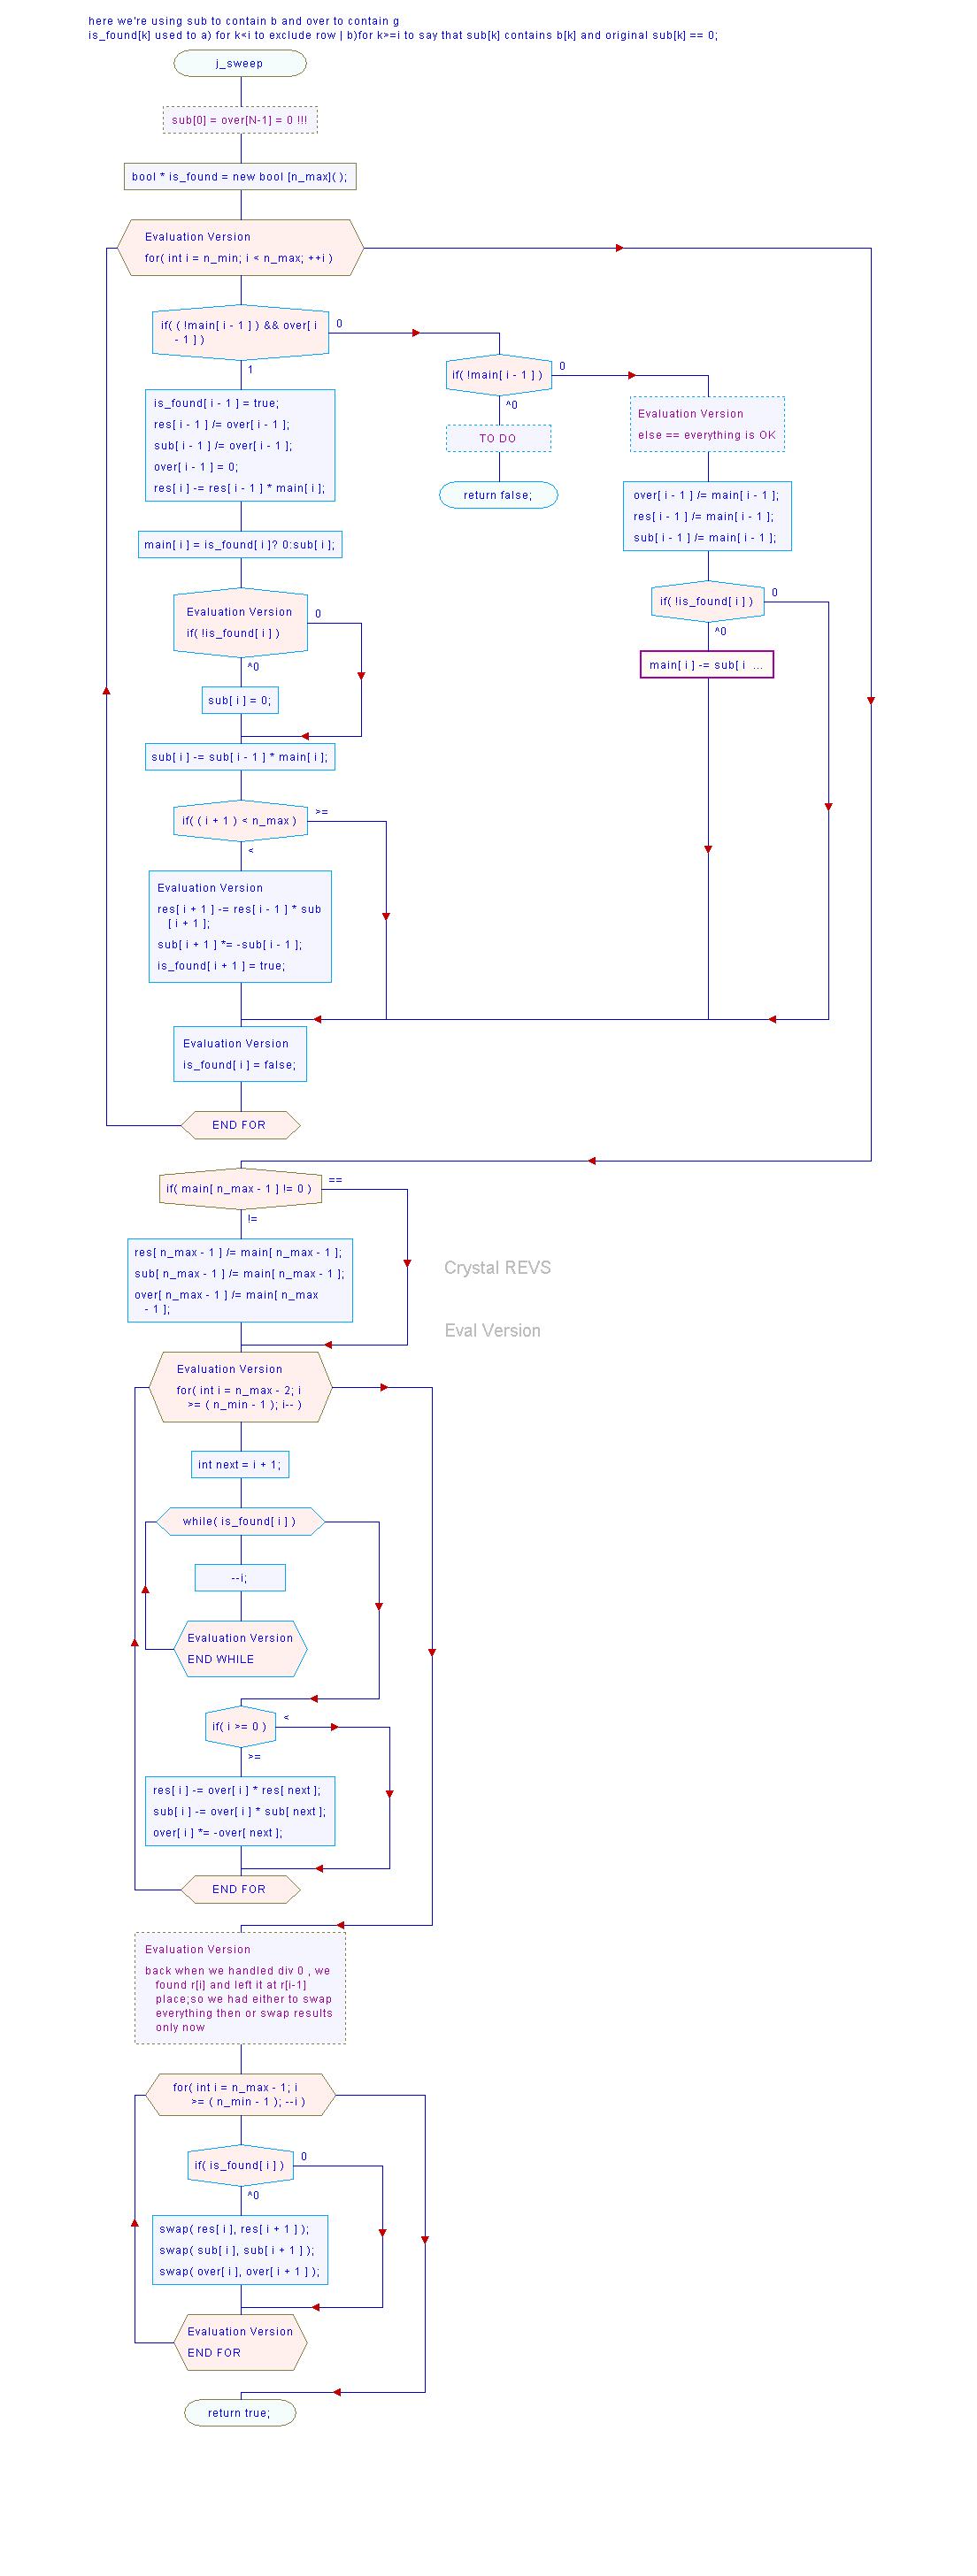 here we're using sub to contain b and over to contain g
is_found[k] used to a) for k<i to exclude row | b)for k>=i to say that sub[k] contains b[k] and original sub[k] == 0;
j_sweep
sub[0] = over[N-1] = 0 !!!
bool * is_found = new bool [n_max]( );
Evaluation Version
for( int i = n_min; i < n_max; ++i )
if( ( !main[ i - 1 ] ) && over[ i
- 1 ] )
0
1
if( !main[ i - 1 ] )
0
^0
TO DO
return false;
Evaluation Version
else == everything is OK
over[ i - 1 ] /= main[ i - 1 ];
res[ i - 1 ] /= main[ i - 1 ];
sub[ i - 1 ] /= main[ i - 1 ];
if( !is_found[ i ] )
0
^0
main[ i ] -= sub[ i ...
is_found[ i - 1 ] = true;
res[ i - 1 ] /= over[ i - 1 ];
sub[ i - 1 ] /= over[ i - 1 ];
over[ i - 1 ] = 0;
res[ i ] -= res[ i - 1 ] * main[ i ];
main[ i ] = is_found[ i ]? 0:sub[ i ];
Evaluation Version
if( !is_found[ i ] )
0
^0
sub[ i ] = 0;
sub[ i ] -= sub[ i - 1 ] * main[ i ];
if( ( i + 1 ) < n_max )
>=
<
Evaluation Version
res[ i + 1 ] -= res[ i - 1 ] * sub
[ i + 1 ];
sub[ i + 1 ] *= -sub[ i - 1 ];
is_found[ i + 1 ] = true;
Evaluation Version
is_found[ i ] = false;
END FOR
if( main[ n_max - 1 ] != 0 )
==
!=
res[ n_max - 1 ] /= main[ n_max - 1 ];
sub[ n_max - 1 ] /= main[ n_max - 1 ];
over[ n_max - 1 ] /= main[ n_max
- 1 ];
Crystal REVS
Eval Version
Evaluation Version
for( int i = n_max - 2; i
>= ( n_min - 1 ); i-- )
int next = i + 1;
while( is_found[ i ] )
--i;
Evaluation Version
END WHILE
if( i >= 0 )
<
>=
res[ i ] -= over[ i ] * res[ next ];
sub[ i ] -= over[ i ] * sub[ next ];
over[ i ] *= -over[ next ];
END FOR
Evaluation Version
back when we handled div 0 , we
found r[i] and left it at r[i-1]
place;so we had either to swap
everything then or swap results
only now
for( int i = n_max - 1; i
>= ( n_min - 1 ); --i )
if( is_found[ i ] )
0
^0
swap( res[ i ], res[ i + 1 ] );
swap( sub[ i ], sub[ i + 1 ] );
swap( over[ i ], over[ i + 1 ] );
Evaluation Version
END FOR
return true;